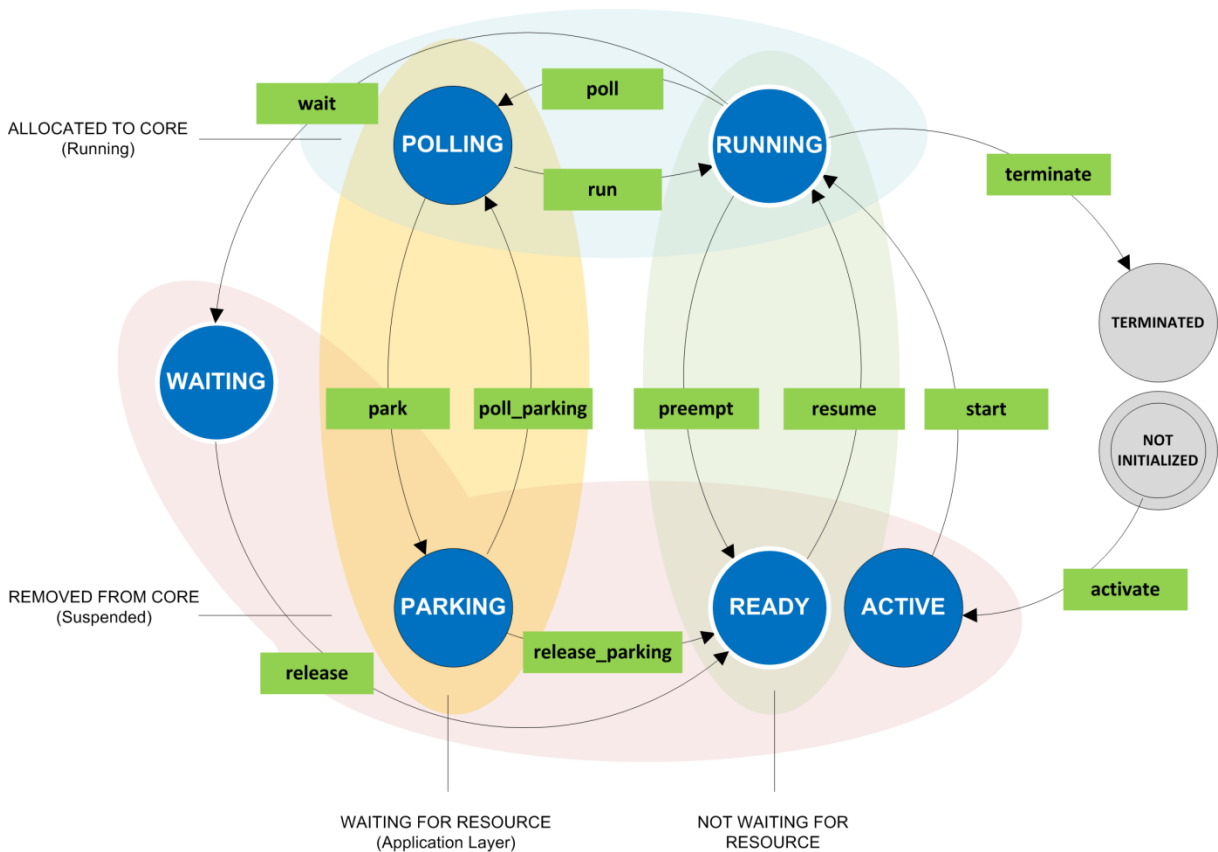 wait
poll
ALLOCATED TO CORE
(Running)
POLLING
RUNNING
run
terminate
TERMINATED
WAITING
park
poll_parking
preempt
resume
start
NOT
INITIALIZED
REMOVED FROM CORE
(Suspended)
PARKING
READY
ACTIVE
activate
release_parking
release
WAITING FOR RESOURCE
(Application Layer)
NOT WAITING FOR
RESOURCE